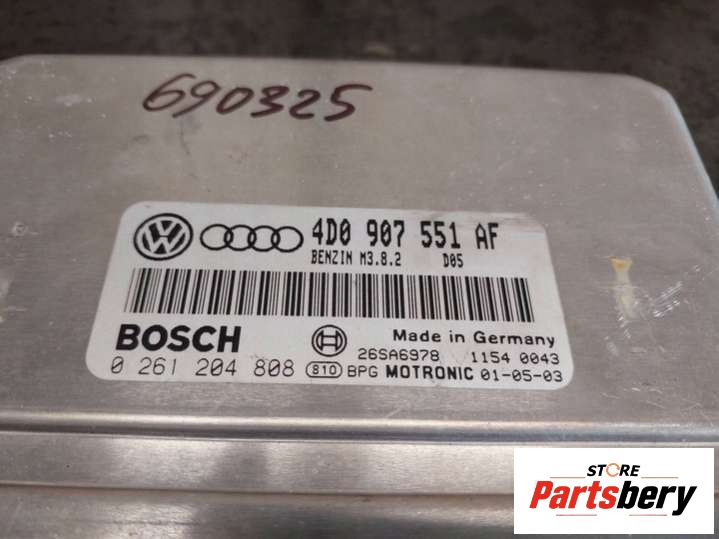 690325
4D0 907 551 AF
BENZIN M3.8.2 D05
BOSCH
Made in Germany
26SA6978 1154 0043
0 261 204 808 810 BPG MOTRONIC 01-05-03
STORE
Partsbery